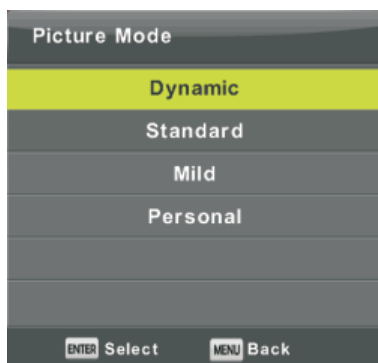 Picture Mode
Dynamic
Standard
Mild
Personal
ENTER Select MENU Back